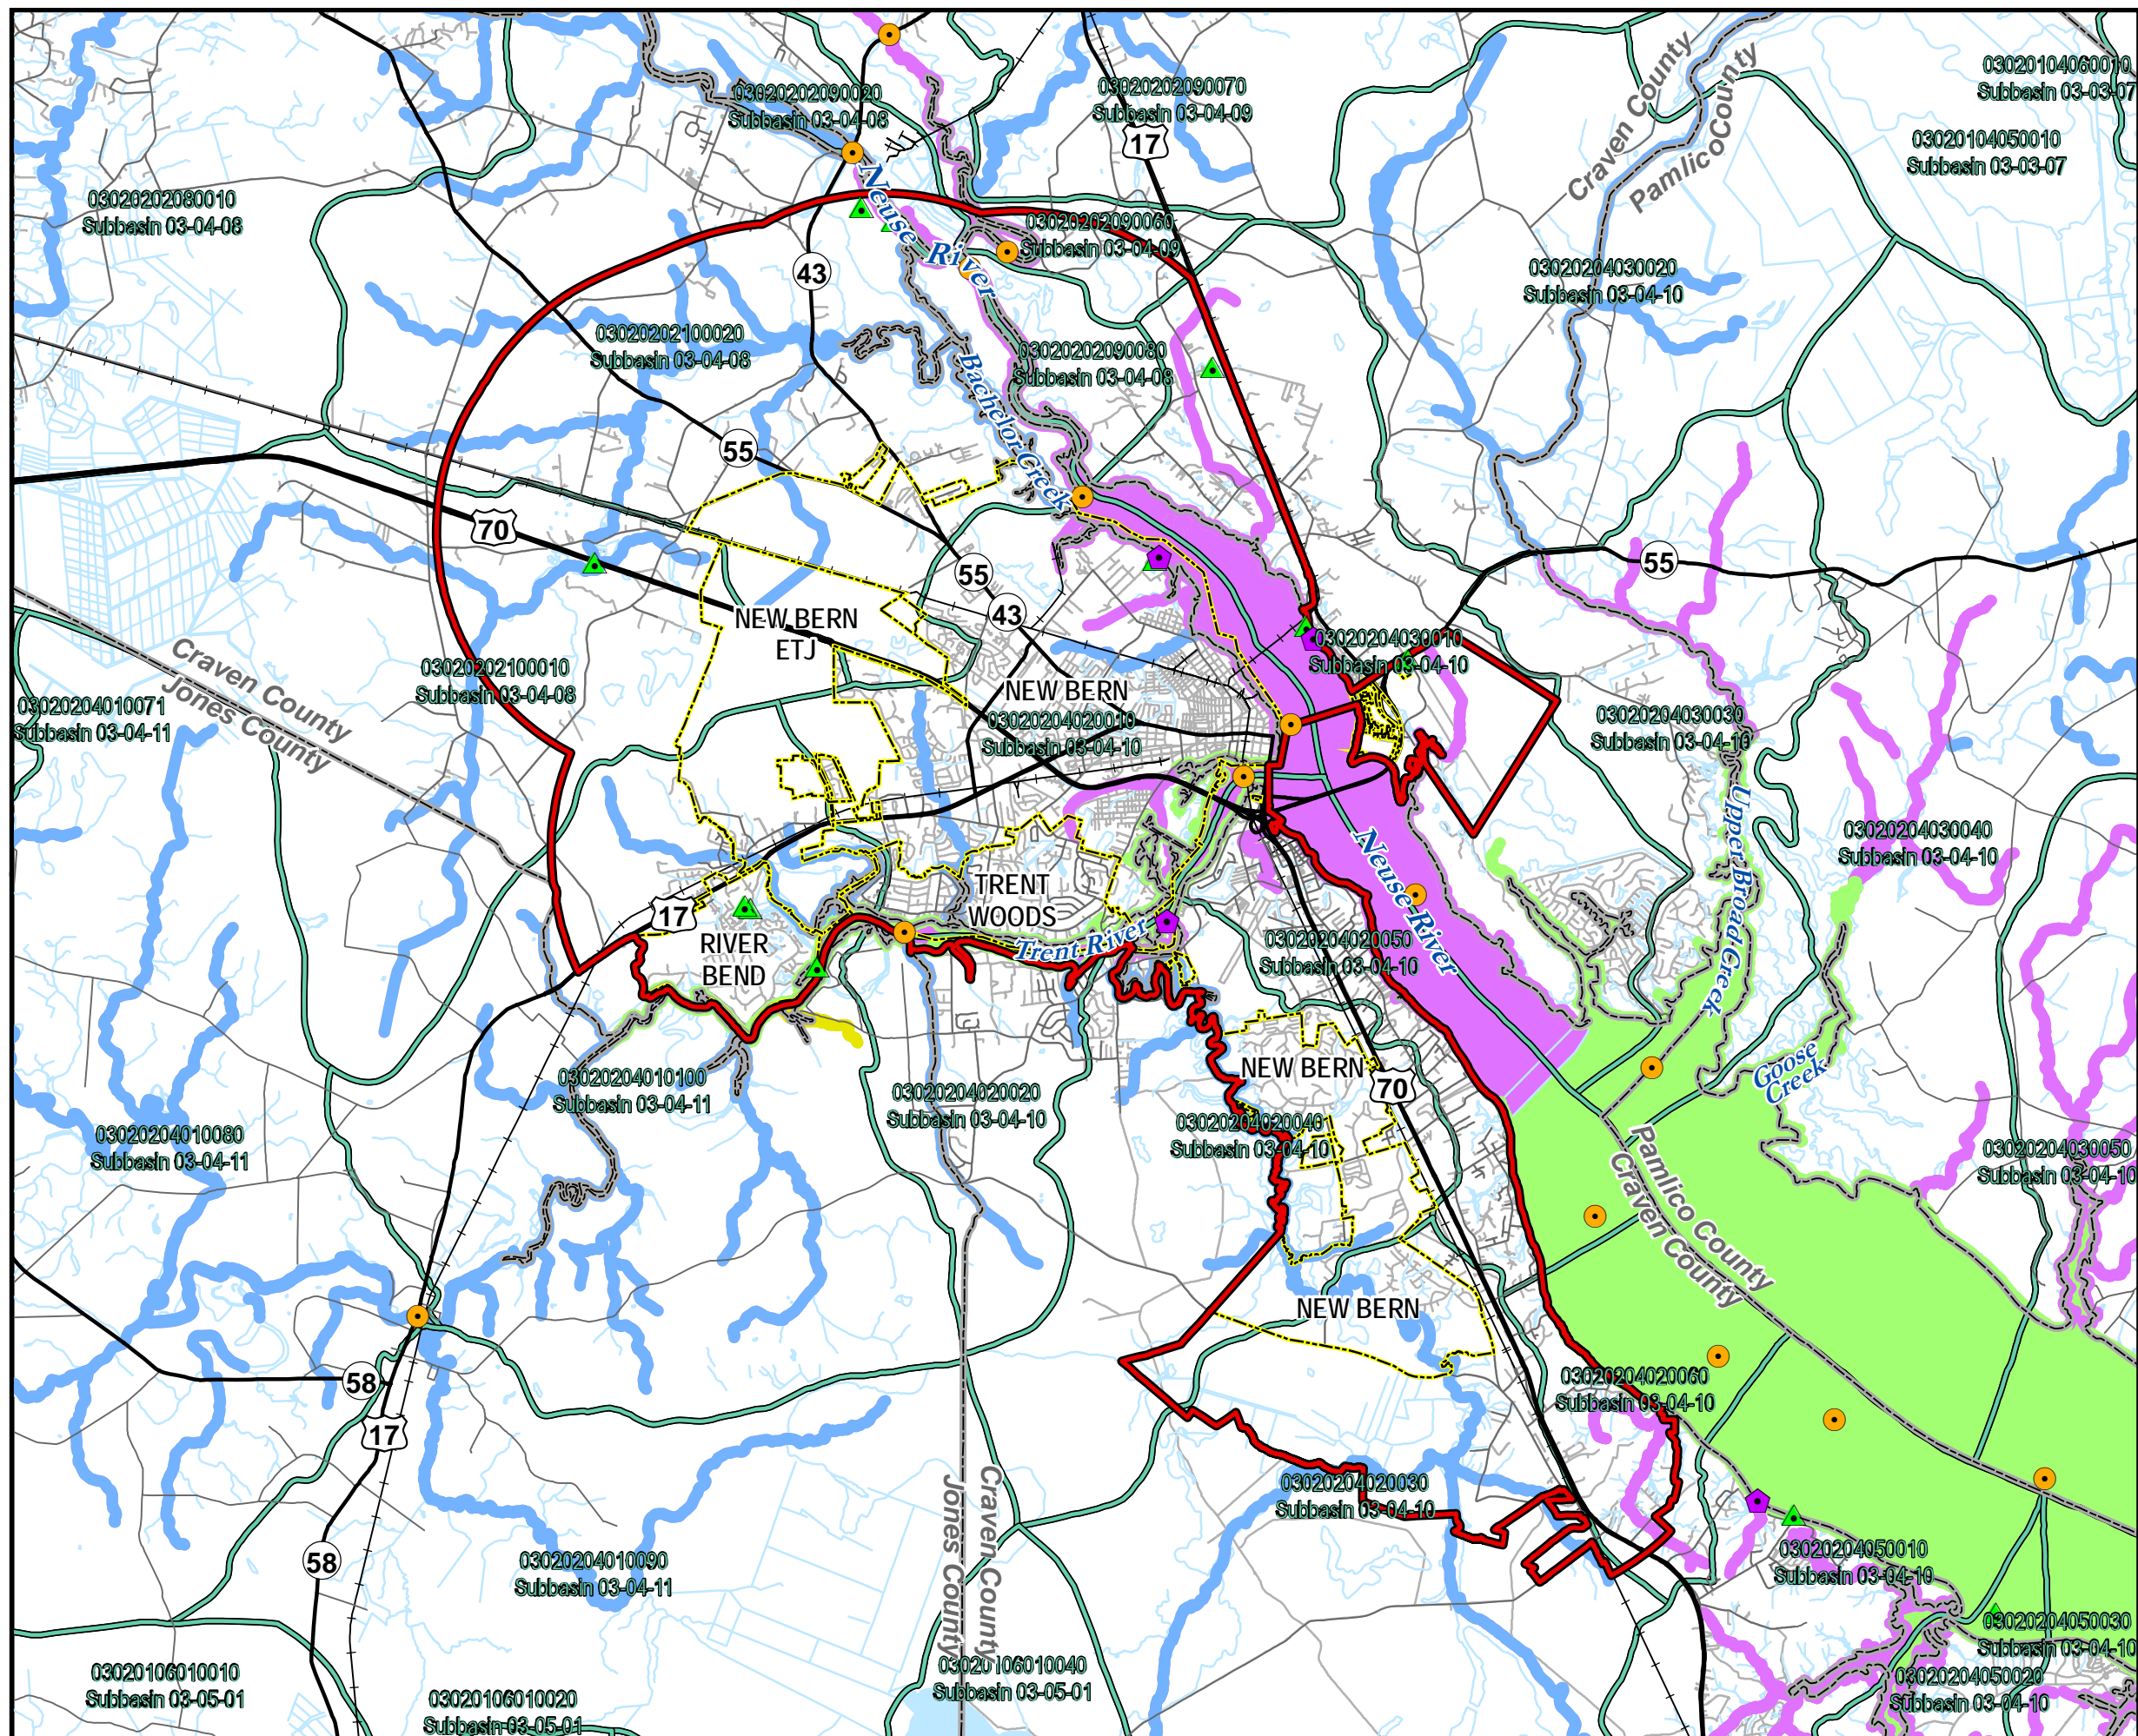 03020202090020
Subbasin 03-04-08
03020202090070
Subbasin 03-04-09
17
Craven County
Pamlico County
03020104060010
Subbasin 03-03-07
03020104050010
Subbasin 03-03-07
03020202080010
Subbasin 03-04-08
Neuse River
03020202090060
Subbasin 03-04-09
43
03020204030020
Subbasin 03-04-10
03020202100020
Subbasin 03-04-08
03020202090080
Subbasin 03-04-08
Bachelor Creek
55
70
55
55
43
NEW BERN
ETJ
03020204030010
Subbasin 03-04-10
Craven County
Jones County
03020202100010
Subbasin 03-04-08
03020204010071
Subbasin 03-04-11
NEW BERN
03020204020010
Subbasin 03-04-10
03020204030030
Subbasin 03-04-10
Upper Broad Creek
03020204030040
Subbasin 03-04-10
Neuse River
TRENT
WOODS
17
RIVER
BEND
Trent River
03020204020050
Subbasin 03-04-10
Goose
Creek
NEW BERN
70
03020204010100
Subbasin 03-04-11
03020204020020
Subbasin 03-04-10
03020204020040
Subbasin 03-04-10
03020204010080
Subbasin 03-04-11
Pamlico County
Craven County
03020204030050
Subbasin 03-04-10
NEW BERN
58
17
03020204020060
Subbasin 03-04-10
03020204020030
Subbasin 03-04-10
Craven County
Jones County
58
03020204010090
Subbasin 03-04-11
03020204050010
Subbasin 03-04-10
03020204050030
Subbasin 03-04-10
03020204050020
Subbasin 03-04-10
03020106010010
Subbasin 03-05-01
03020106010020
Subbasin 03-05-01
03020106010040
Subbasin 03-05-01